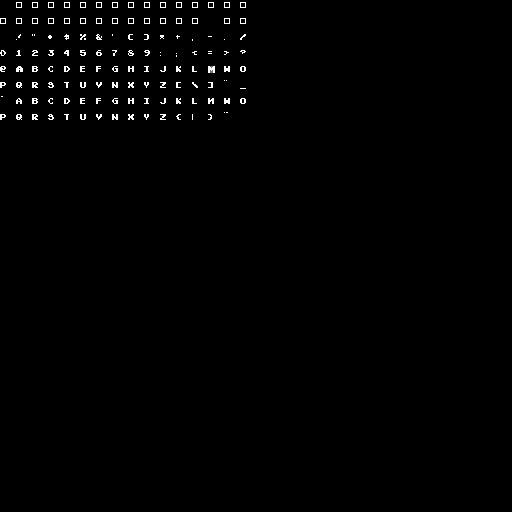 ! " # $ % & ' ( ) * + , - . /
0 1 2 3 4 5 6 7 8 9 : ; < = > ?
@ A B C D E F G H I J K L M N O
P Q R S T U V W X Y Z [ \ ] ^ _
` A B C D E F G H I J K L M N O
P Q R S T U V W X Y Z { | } ~